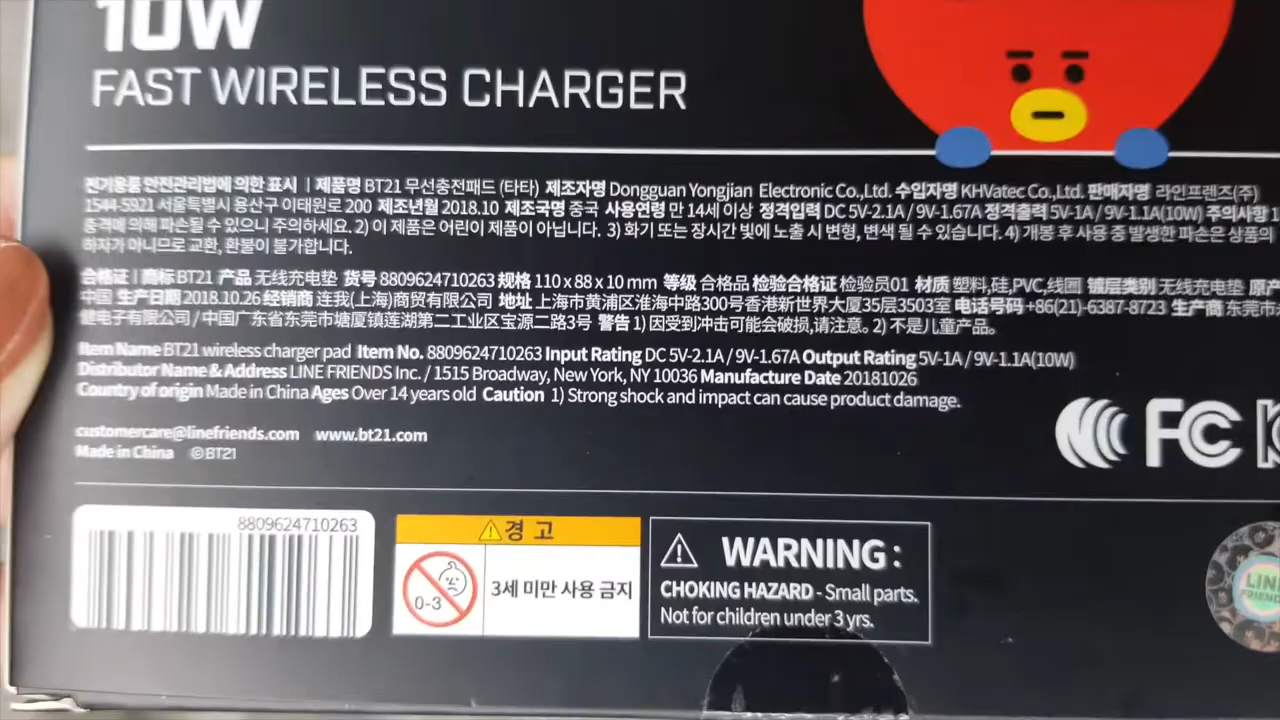 10W
FAST WIRELESS CHARGER
전기용품 안전관리법에 의한 표시 | 제품명 BT21 무선충전패드 (타타) 제조자명 Dongguan Yongjian Electronic Co.,Ltd. 수입자명 KHVatec Co.,Ltd. 판매자명 라인프렌즈(주)
1544-5921 서울특별시 용산구 이태원로 200 제조년월 2018.10 제조국명 중국 사용연령 만 14세 이상 정격입력 DC 5V-2.1A / 9V-1.67A 정격출력 5V-1A / 9V-1.1A(10W) 주의사항 1
충격에 의해 파손될 수 있으니 주의하세요. 2) 이 제품은 어린이 제품이 아닙니다. 3) 화기 또는 장시간 빛에 노출 시 변형, 변색 될 수 있습니다. 4) 개봉 후 사용 중 발생한 파손은 상품의
하자가 아니므로 교환, 환불이 불가합니다.
合格证 | 商标 BT21 产品 无线充电垫 货号 8809624710263 规格 110 x 88 x 10 mm 等级 合格品 检验合格证 检验员01 材质 塑料,硅,PVC,线圈 镀层类别 无线充电垫 原产
中国 生产日期 2018.10.26 经销商 连我(上海)商贸有限公司 地址 上海市黄浦区淮海中路300号香港新世界大厦35层3503室 电话号码 +86(21)-6387-8723 生产商 东莞市
健电子有限公司 / 中国广东省东莞市塘厦镇莲湖第二工业区宝源二路3号 警告 1) 因受到冲击可能会破损,请注意。2) 不是儿童产品。
Item Name BT21 wireless charger pad Item No. 8809624710263 Input Rating DC 5V-2.1A / 9V-1.67A Output Rating 5V-1A / 9V-1.1A(10W)
Distributor Name & Address LINE FRIENDS Inc. / 1515 Broadway, New York, NY 10036 Manufacture Date 20181026
Country of origin Made in China Ages Over 14 years old Caution 1) Strong shock and impact can cause product damage.
customercare@linefriends.com www.bt21.com
Made in China ©BT21
FC
8809624710263
경 고
0-3
3세 미만 사용 금지
WARNING:
CHOKING HAZARD - Small parts.
Not for children under 3 yrs.
LINE